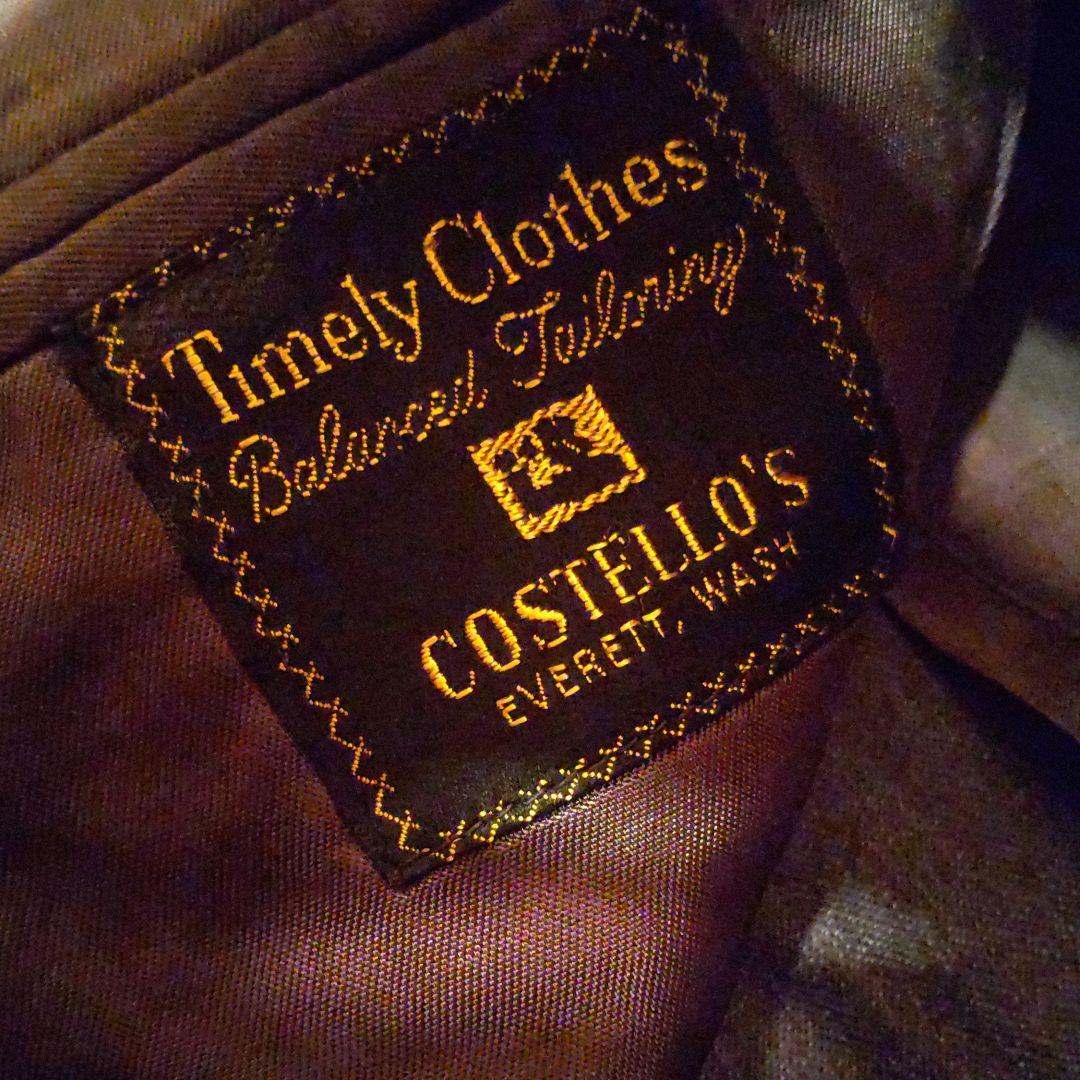 Timely Clothes
Balanced Tailoring
COSTELLO'S
EVERETT, WASH